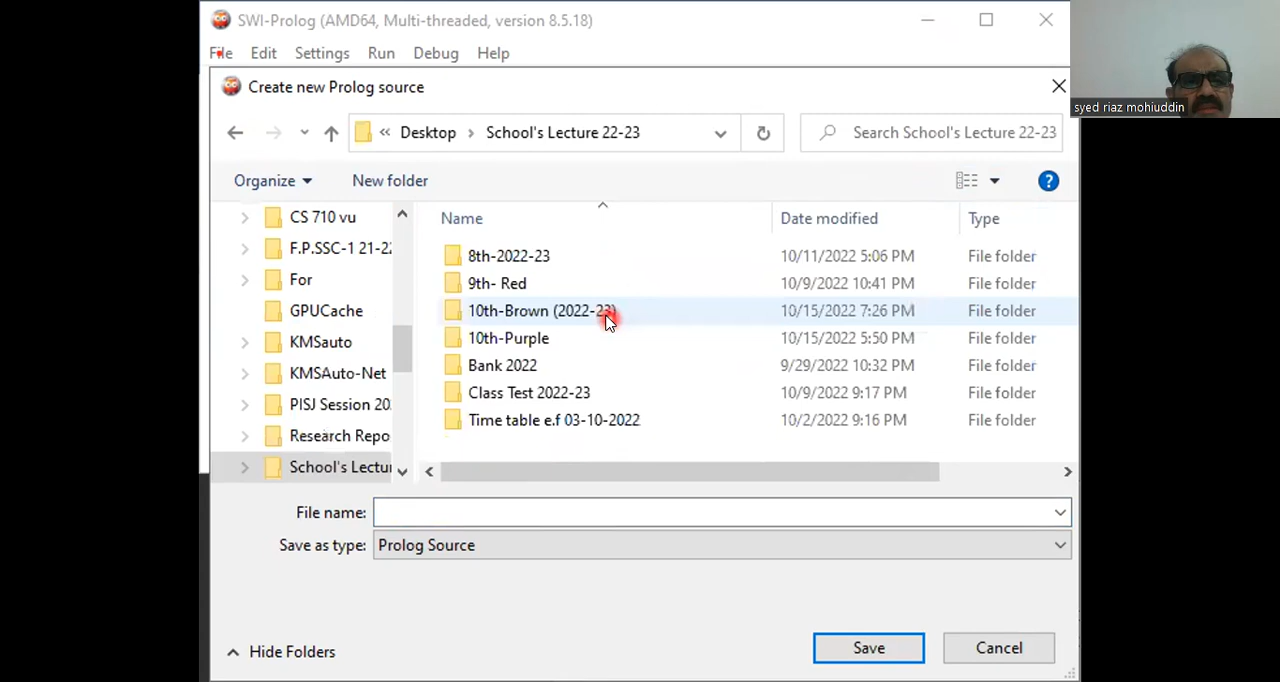 SWI-Prolog (AMD64, Multi-threaded, version 8.5.18)
File Edit Settings Run Debug Help
Create new Prolog source
syed riaz mohiuddin
« Desktop › School's Lecture 22-23
Search School's Lecture 22-23
Organize New folder
?
CS 710 vu
F.P.SSC-1 21-22
For
GPUCache
KMSauto
KMSAuto-Net
PISJ Session 20
Research Repo
School's Lectu
Name Date modified Type
8th-2022-23 10/11/2022 5:06 PM File folder
9th- Red 10/9/2022 10:41 PM File folder
10th-Brown (2022-23) 10/15/2022 7:26 PM File folder
10th-Purple 10/15/2022 5:50 PM File folder
Bank 2022 9/29/2022 10:32 PM File folder
Class Test 2022-23 10/9/2022 9:17 PM File folder
Time table e.f 03-10-2022 10/2/2022 9:16 PM File folder
File name:
Save as type: Prolog Source
Hide Folders
Save Cancel